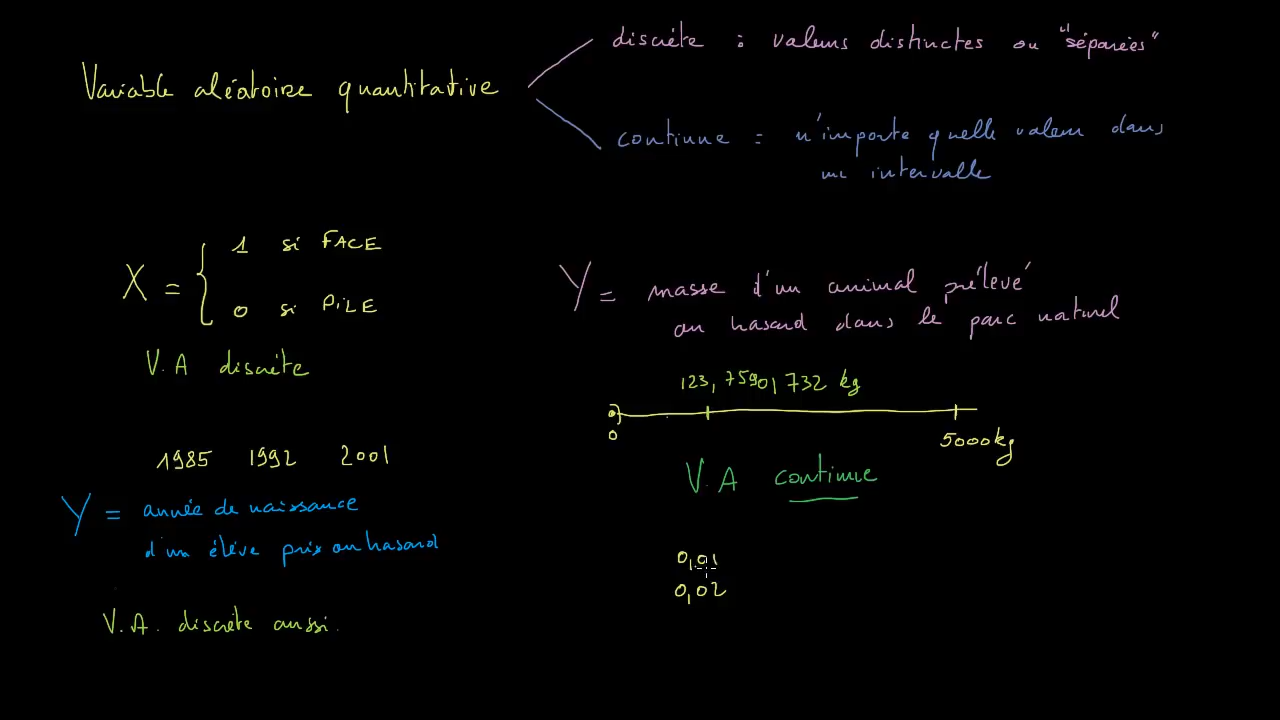 Variable aléatoire quantitative
discrète : valeurs distinctes ou "séparées"
continue = n'importe quelle valeur dans
un intervalle
X = { 1 si FACE
0 si PILE
V.A discrète
1985 1992 2001
Y = année de naissance
d'un élève prix au hasard
V.A. discrète aussi.
Y = masse d'un animal prélevé
au hasard dans le parc naturel
123,75901732 kg
0
5000kg
V.A continue
0,01
0,02